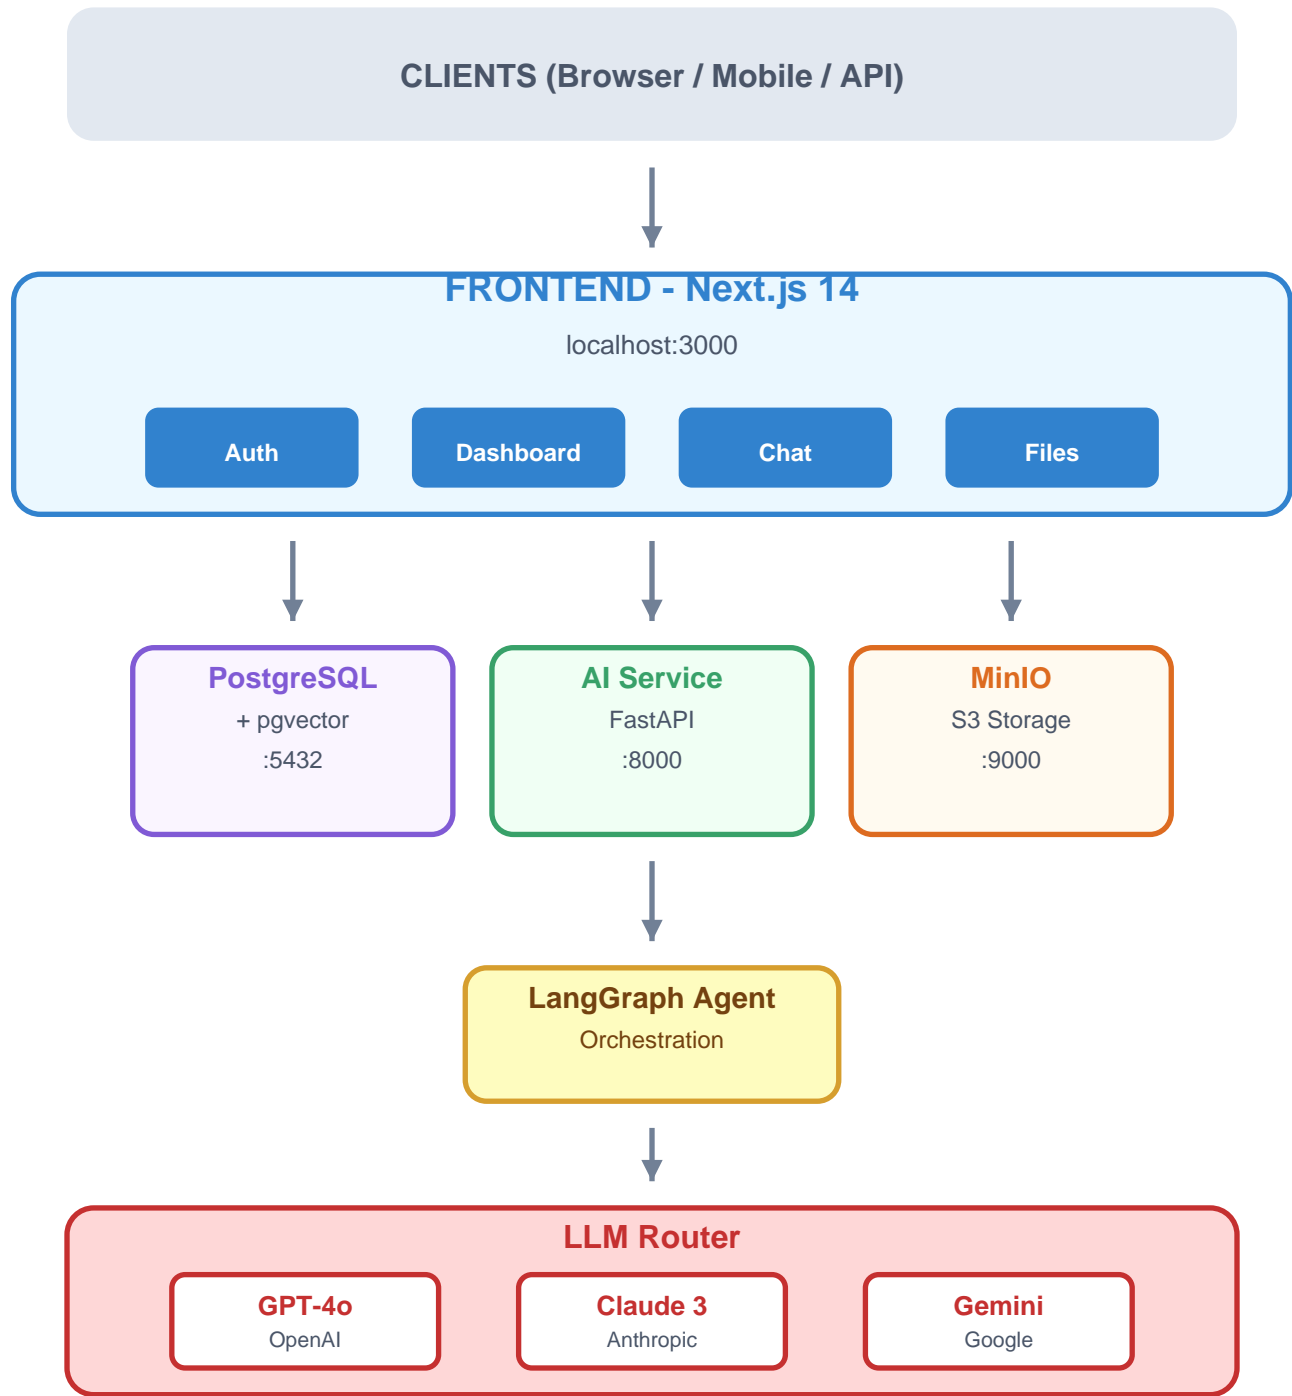 CLIENTS (Browser / Mobile / API)
FRONTEND - Next.js 14
localhost:3000
Auth
Dashboard
Chat
Files
PostgreSQL
+ pgvector
:5432
AI Service
FastAPI
:8000
MinIO
S3 Storage
:9000
LangGraph Agent
Orchestration
LLM Router
GPT-4o
OpenAI
Claude 3
Anthropic
Gemini
Google